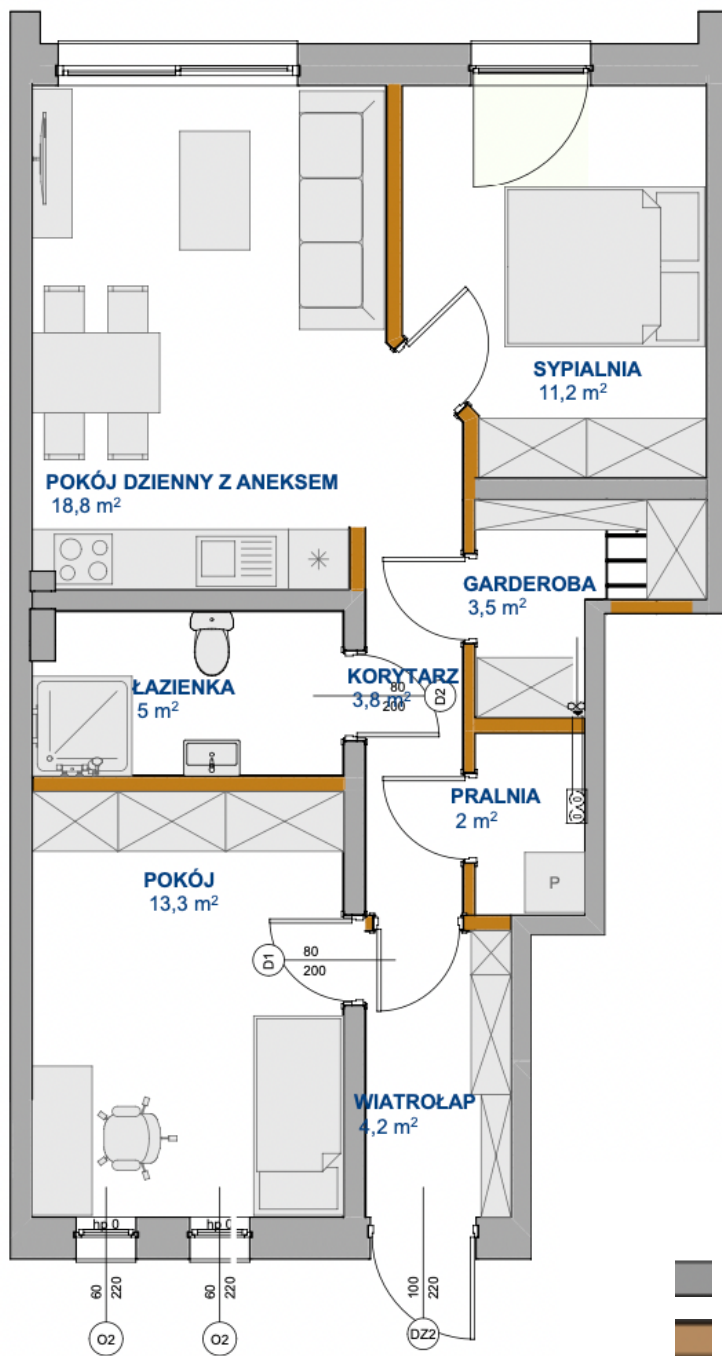 SYPIALNIA
11,2 m²
POKÓJ DZIENNY Z ANEKSEM
18,8 m²
GARDEROBA
3,5 m²
ŁAZIENKA
5 m²
KORYTARZ
3,8 m²
80
200
D2
PRALNIA
2 m²
P
POKÓJ
13,3 m²
D1
80
200
WIATROŁAP
4,2 m²
hp 0
hp 0
60
220
60
220
100
220
O2
O2
DZ2